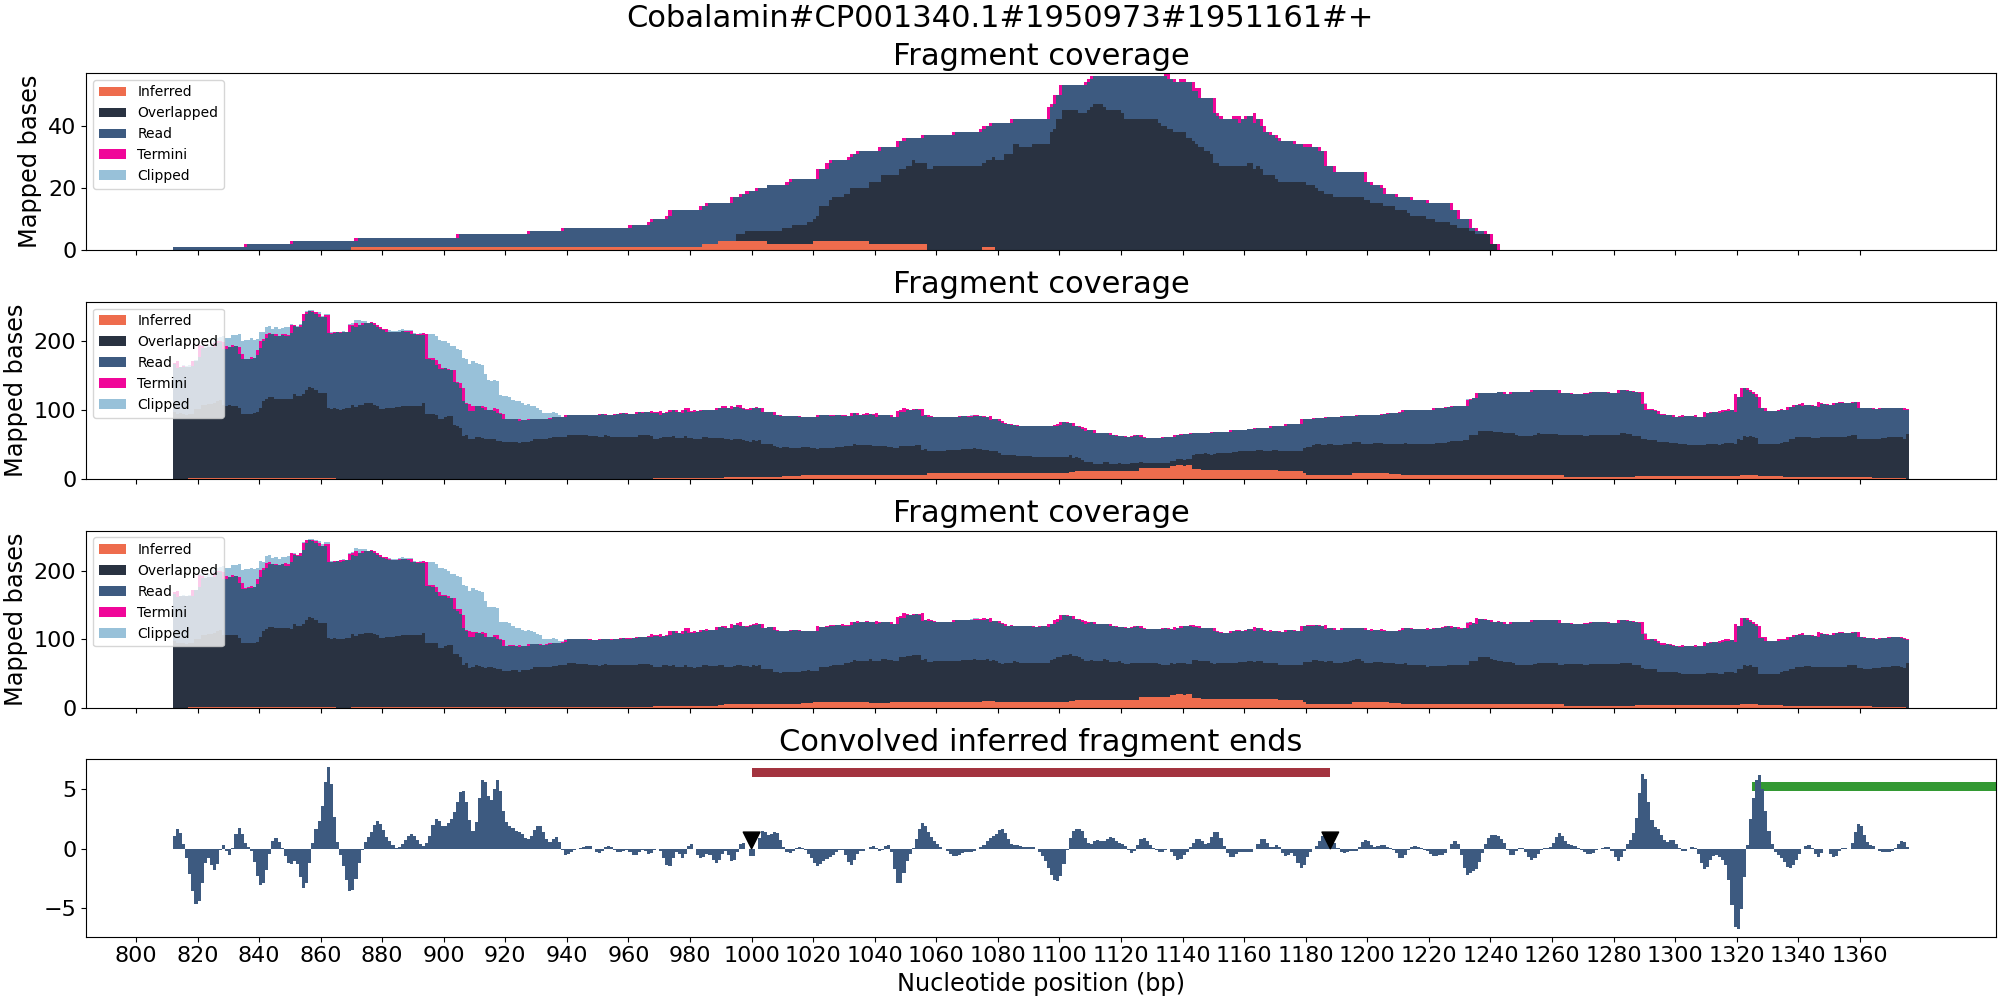 Cobalamin#CP001340.1#1950973#1951161#+
Fragment coverage
Mapped bases
40
20
0
Inferred
Overlapped
Read
Termini
Clipped
Fragment coverage
Mapped bases
200
100
0
Inferred
Overlapped
Read
Termini
Clipped
Fragment coverage
Mapped bases
200
100
0
Inferred
Overlapped
Read
Termini
Clipped
Convolved inferred fragment ends
5
0
−5
800 820 840 860 880 900 920 940 960 980 1000 1020 1040 1060 1080 1100 1120 1140 1160 1180 1200 1220 1240 1260 1280 1300 1320 1340 1360
Nucleotide position (bp)